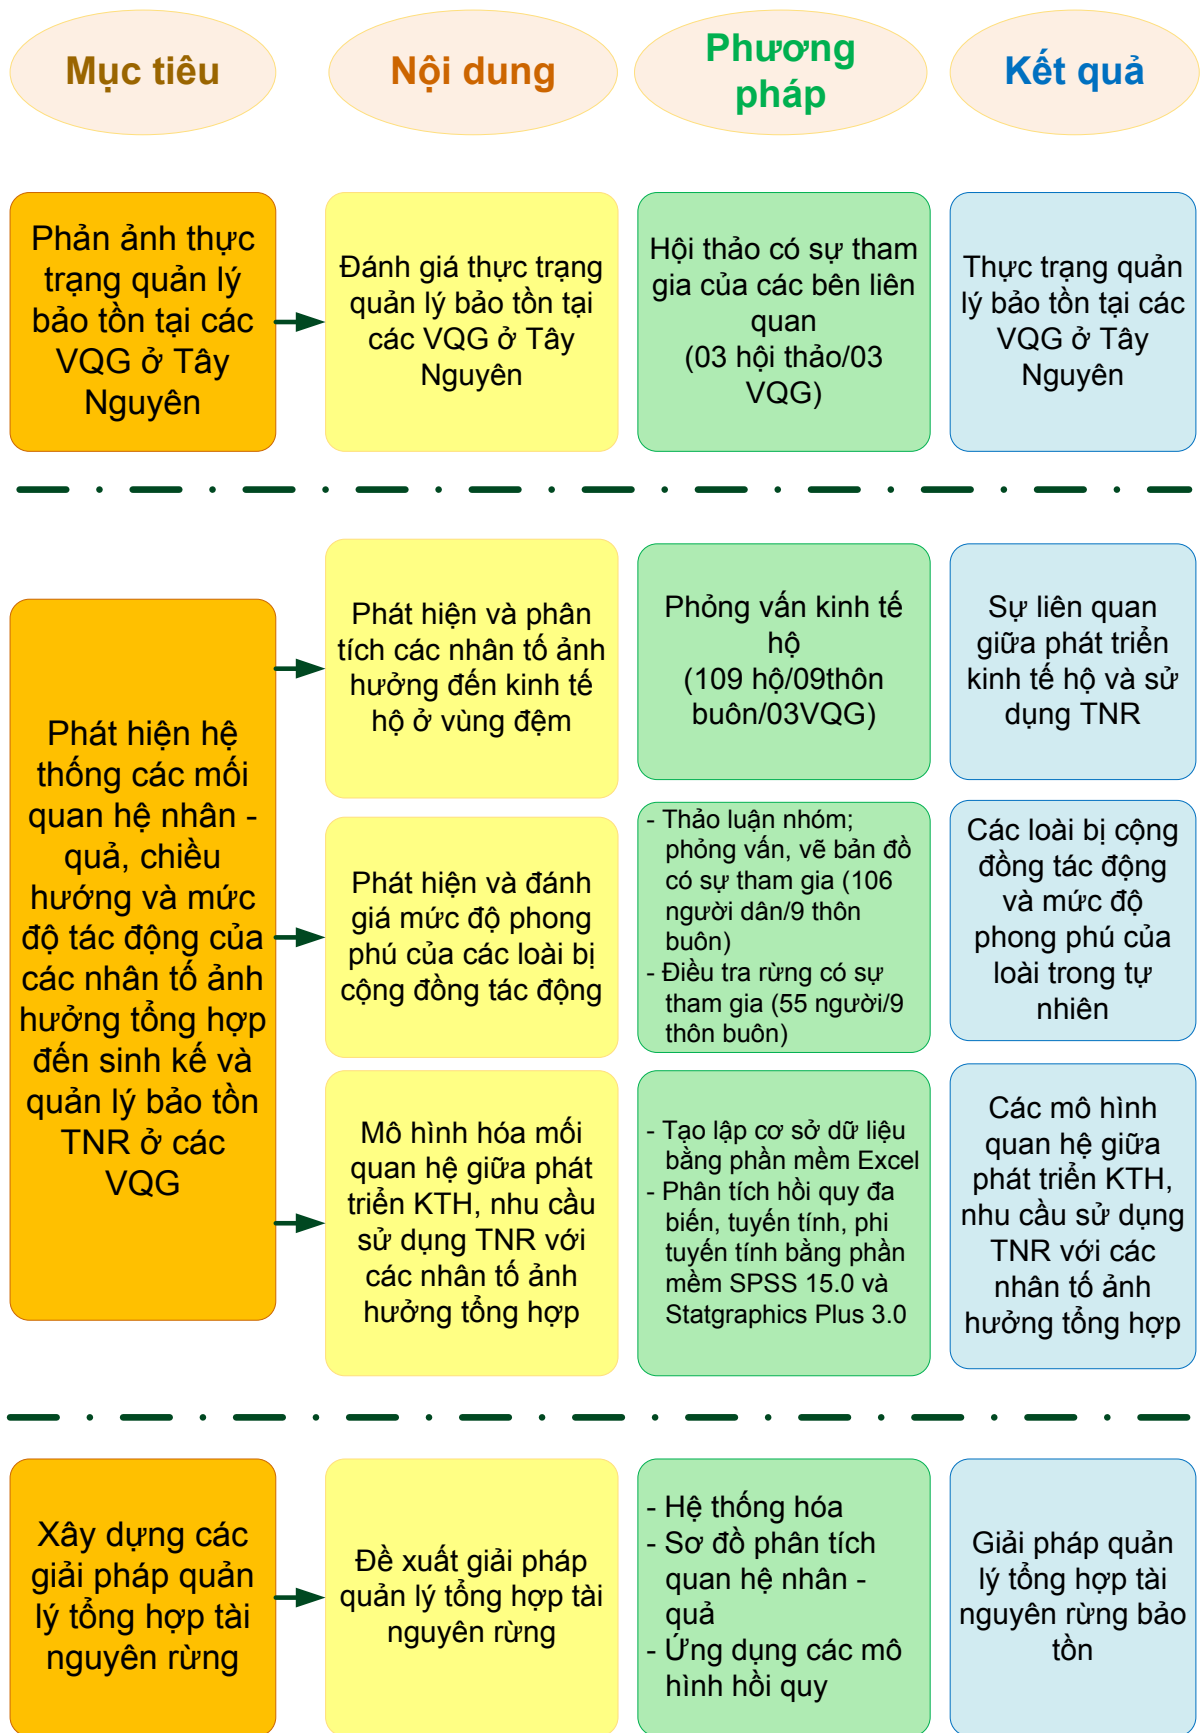 Mục tiêu
Nội dung
Phương
pháp
Kết quả
Phản ảnh thực
trạng quản lý
bảo tồn tại các
VQG ở Tây
Nguyên
Đánh giá thực trạng
quản lý bảo tồn tại
các VQG ở Tây
Nguyên
Hội thảo có sự tham
gia của các bên liên
quan
(03 hội thảo/03
VQG)
Thực trạng quản
lý bảo tồn tại các
VQG ở Tây
Nguyên
Phát hiện hệ
thống các mối
quan hệ nhân -
quả, chiều
hướng và mức
độ tác động của
các nhân tố ảnh
hưởng tổng hợp
đến sinh kế và
quản lý bảo tồn
TNR ở các
VQG
Phát hiện và phân
tích các nhân tố ảnh
hưởng đến kinh tế
hộ ở vùng đệm
Phỏng vấn kinh tế
hộ
(109 hộ/09thôn
buôn/03VQG)
Sự liên quan
giữa phát triển
kinh tế hộ và sử
dụng TNR
Phát hiện và đánh
giá mức độ phong
phú của các loài bị
cộng đồng tác động
- Thảo luận nhóm;
phỏng vấn, vẽ bản đồ
có sự tham gia (106
người dân/9 thôn
buôn)
- Điều tra rừng có sự
tham gia (55 người/9
thôn buôn)
Các loài bị cộng
đồng tác động
và mức độ
phong phú của
loài trong tự
nhiên
Mô hình hóa mối
quan hệ giữa phát
triển KTH, nhu cầu
sử dụng TNR với
các nhân tố ảnh
hưởng tổng hợp
- Tạo lập cơ sở dữ liệu
bằng phần mềm Excel
- Phân tích hồi quy đa
biến, tuyến tính, phi
tuyến tính bằng phần
mềm SPSS 15.0 và
Statgraphics Plus 3.0
Các mô hình
quan hệ giữa
phát triển KTH,
nhu cầu sử dụng
TNR với các
nhân tố ảnh
hưởng tổng hợp
Xây dựng các
giải pháp quản
lý tổng hợp tài
nguyên rừng
Đề xuất giải pháp
quản lý tổng hợp tài
nguyên rừng
- Hệ thống hóa
- Sơ đồ phân tích
quan hệ nhân -
quả
- Ứng dụng các mô
hình hồi quy
Giải pháp quản
lý tổng hợp tài
nguyên rừng bảo
tồn